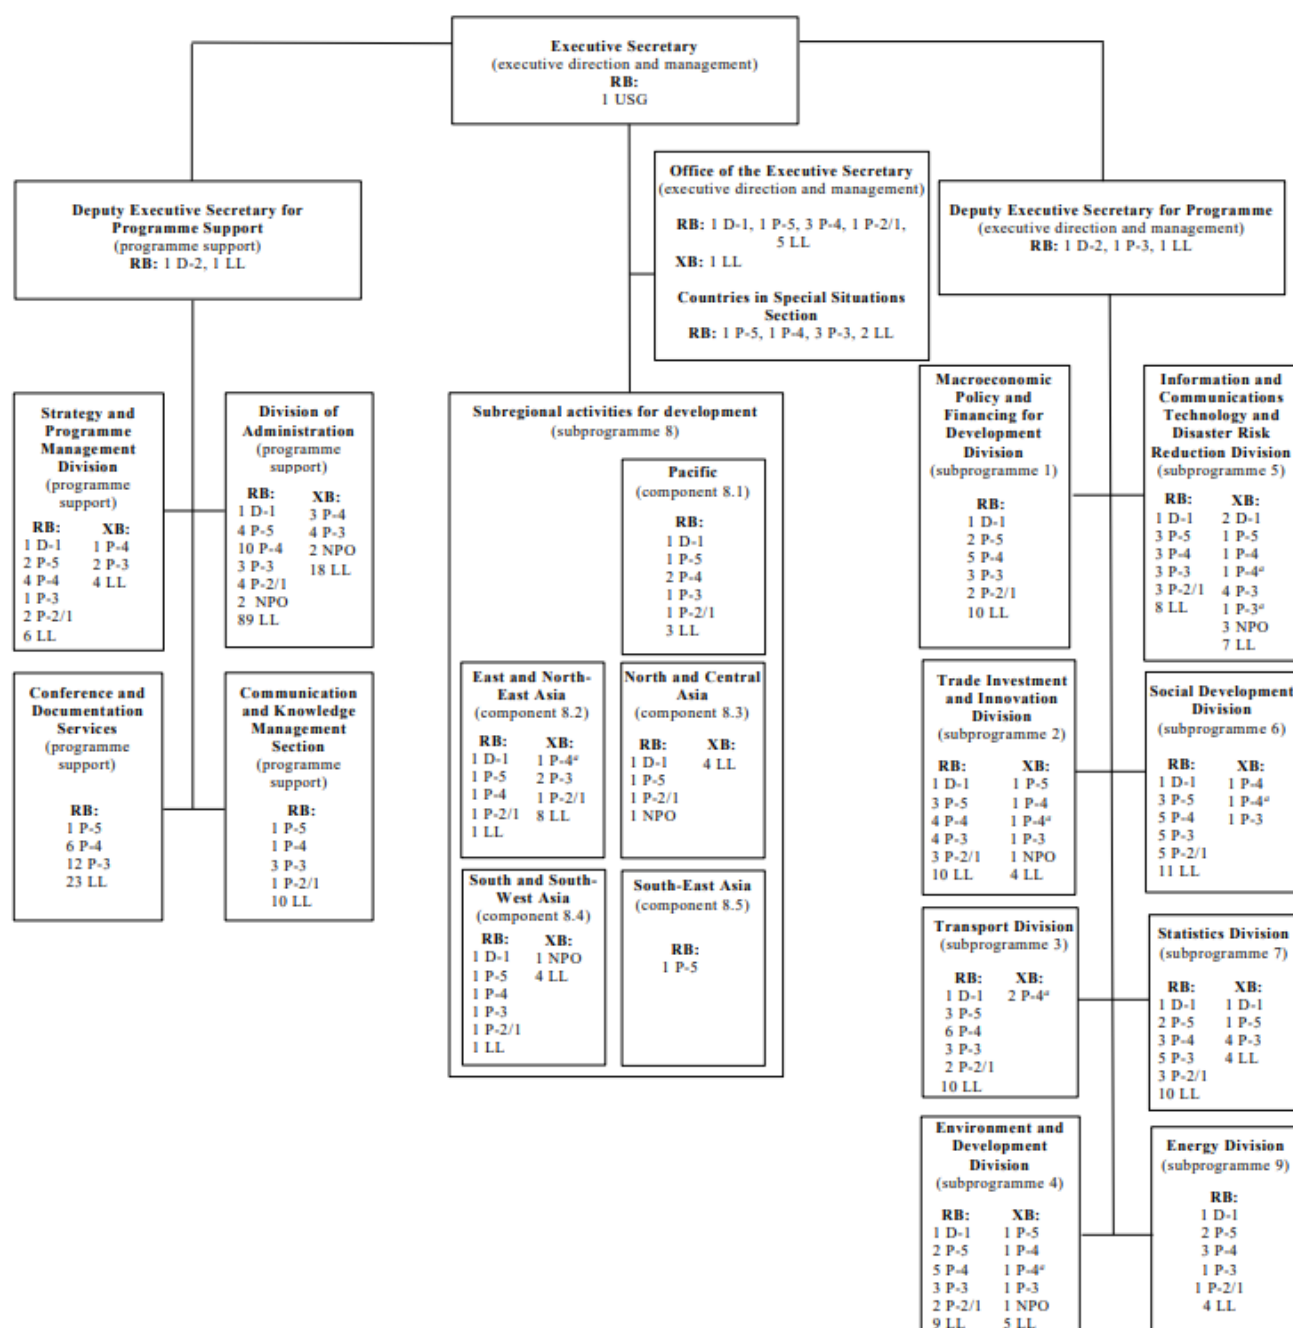 Executive Secretary
(executive direction and management)
RB:
1 USG
Office of the Executive Secretary
(executive direction and management)
RB: 1 D-1, 1 P-5, 3 P-4, 1 P-2/1,
5 LL
XB: 1 LL
Countries in Special Situations
Section
RB: 1 P-5, 1 P-4, 3 P-3, 2 LL
Deputy Executive Secretary for
Programme Support
(programme support)
RB: 1 D-2, 1 LL
Deputy Executive Secretary for Programme
(executive direction and management)
RB: 1 D-2, 1 P-3, 1 LL
Strategy and
Programme
Management
Division
(programme
support)
RB:
1 D-1
2 P-5
4 P-4
1 P-3
2 P-2/1
6 LL
XB:
1 P-4
2 P-3
4 LL
Division of
Administration
(programme
support)
RB:
1 D-1
4 P-5
10 P-4
3 P-3
4 P-2/1
2 NPO
89 LL
XB:
3 P-4
4 P-3
2 NPO
18 LL
Conference and
Documentation
Services
(programme
support)
RB:
1 P-5
6 P-4
12 P-3
23 LL
Communication
and Knowledge
Management
Section
(programme
support)
RB:
1 P-5
1 P-4
3 P-3
1 P-2/1
10 LL
Subregional activities for development
(subprogramme 8)
Pacific
(component 8.1)
RB:
1 D-1
1 P-5
2 P-4
1 P-3
1 P-2/1
3 LL
East and North-
East Asia
(component 8.2)
RB:
1 D-1
1 P-5
1 P-4
1 P-2/1
1 LL
XB:
1 P-4ᵃ
2 P-3
1 P-2/1
8 LL
North and Central
Asia
(component 8.3)
RB:
1 D-1
1 P-5
1 P-2/1
1 NPO
XB:
4 LL
South and South-
West Asia
(component 8.4)
RB:
1 D-1
1 P-5
1 P-4
1 P-3
1 P-2/1
1 LL
XB:
1 NPO
4 LL
South-East Asia
(component 8.5)
RB:
1 P-5
Macroeconomic
Policy and
Financing for
Development
Division
(subprogramme 1)
RB:
1 D-1
2 P-5
5 P-4
3 P-3
2 P-2/1
10 LL
Information and
Communications
Technology and
Disaster Risk
Reduction Division
(subprogramme 5)
RB:
1 D-1
3 P-5
3 P-4
3 P-3
3 P-2/1
8 LL
XB:
2 D-1
1 P-5
1 P-4
1 P-4ᵃ
4 P-3
1 P-3ᵃ
3 NPO
7 LL
Trade Investment
and Innovation
Division
(subprogramme 2)
RB:
1 D-1
3 P-5
4 P-4
4 P-3
3 P-2/1
10 LL
XB:
1 P-5
1 P-4
1 P-4ᵃ
1 P-3
1 NPO
4 LL
Social Development
Division
(subprogramme 6)
RB:
1 D-1
3 P-5
5 P-4
5 P-3
5 P-2/1
11 LL
XB:
1 P-4
1 P-4ᵃ
1 P-3
Transport Division
(subprogramme 3)
RB:
1 D-1
3 P-5
6 P-4
3 P-3
2 P-2/1
10 LL
XB:
2 P-4ᵃ
Statistics Division
(subprogramme 7)
RB:
1 D-1
2 P-5
3 P-4
5 P-3
3 P-2/1
10 LL
XB:
1 D-1
1 P-5
4 P-3
4 LL
Environment and
Development
Division
(subprogramme 4)
RB:
1 D-1
2 P-5
5 P-4
3 P-3
2 P-2/1
9 LL
XB:
1 P-5
1 P-4
1 P-4ᵃ
1 P-3
1 NPO
5 LL
Energy Division
(subprogramme 9)
RB:
1 D-1
2 P-5
3 P-4
1 P-3
1 P-2/1
4 LL